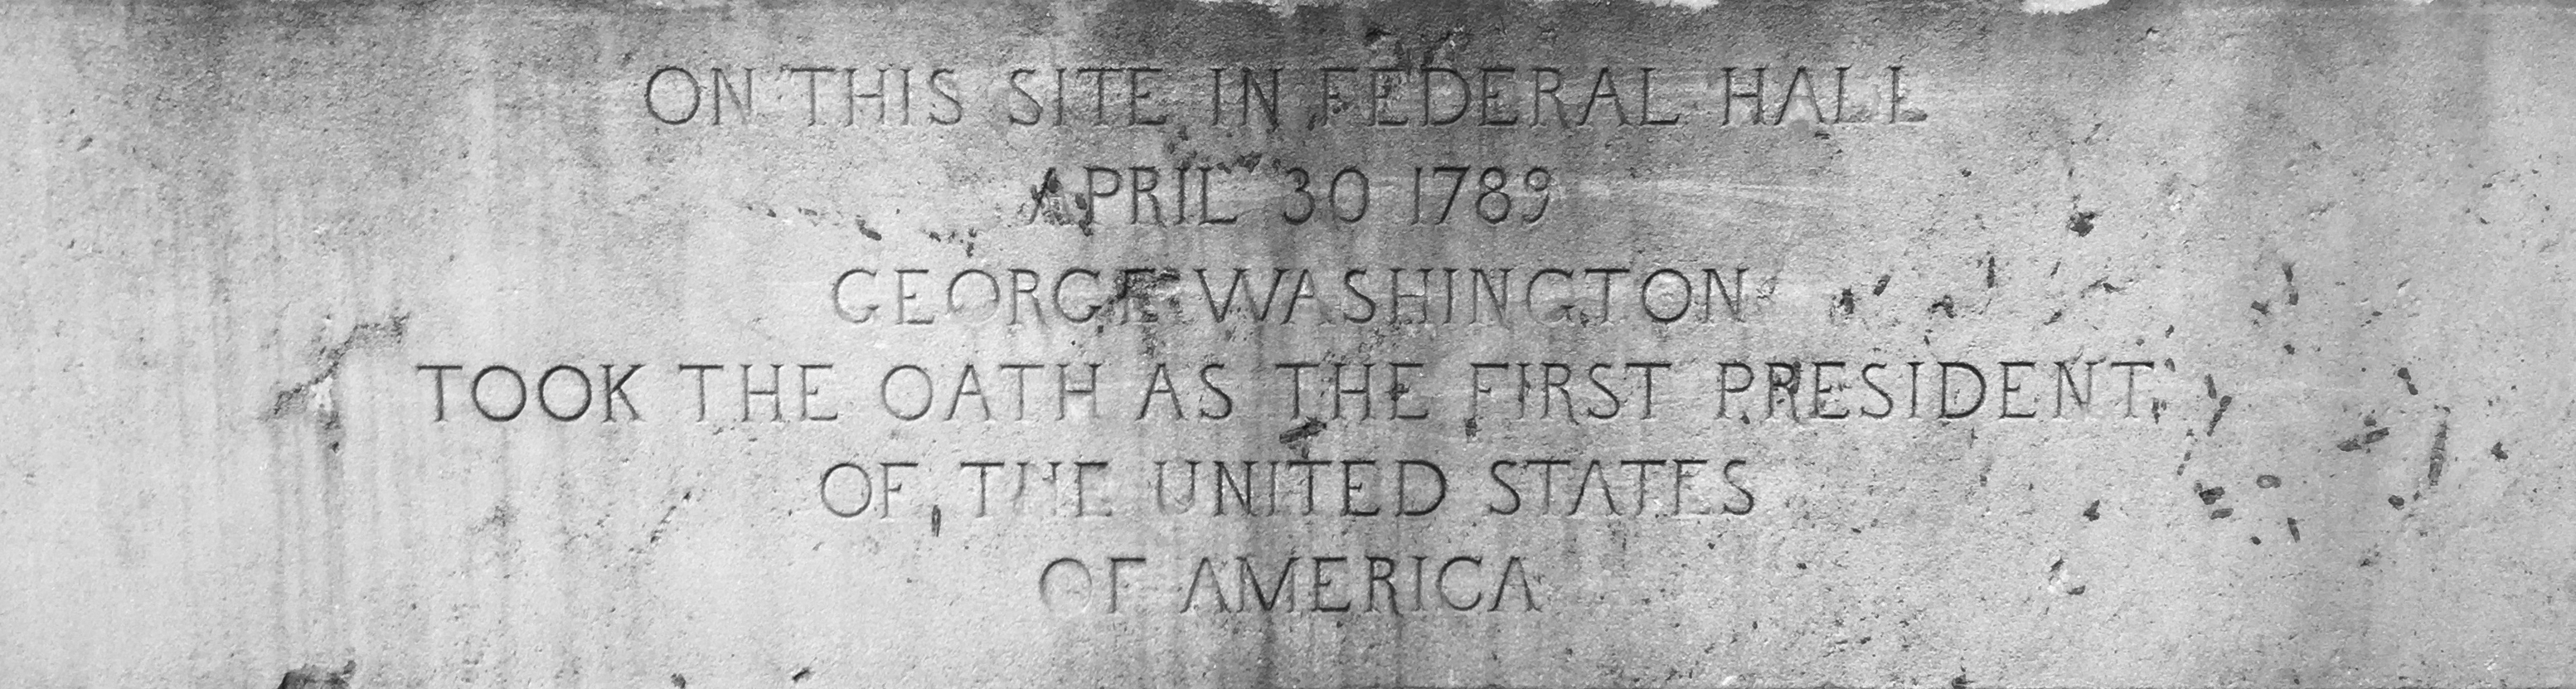 ON THIS SITE IN FEDERAL HALL
APRIL 30 1789
GEORGE WASHINGTON
TOOK THE OATH AS THE FIRST PRESIDENT
OF THE UNITED STATES
OF AMERICA